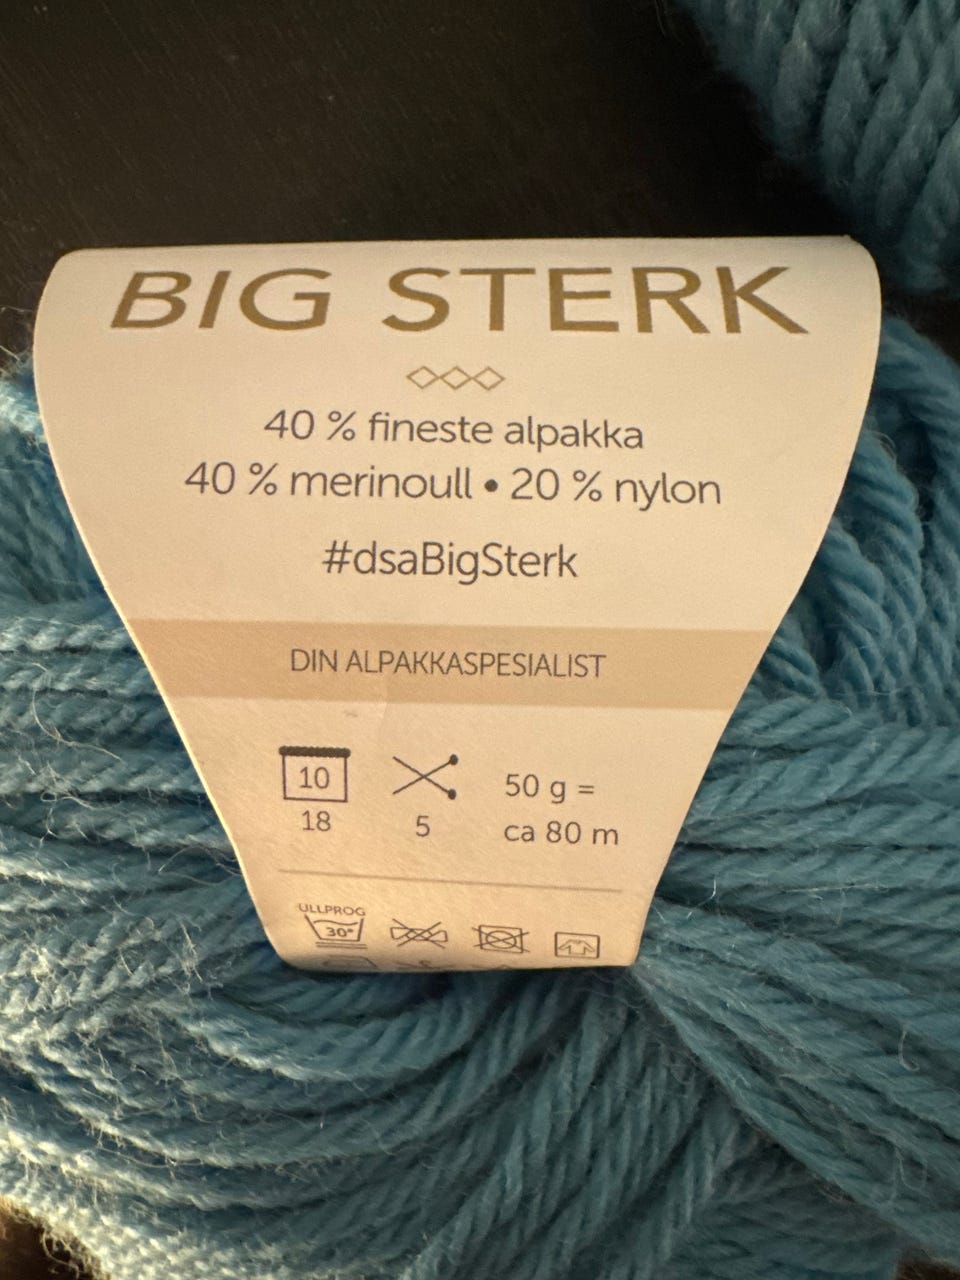 BIG STERK
40 % fineste alpakka
40 % merinoull • 20 % nylon
#dsaBigSterk
DIN ALPAKKASPESIALIST
10
18
5
50 g =
ca 80 m
ULLPROG
30°